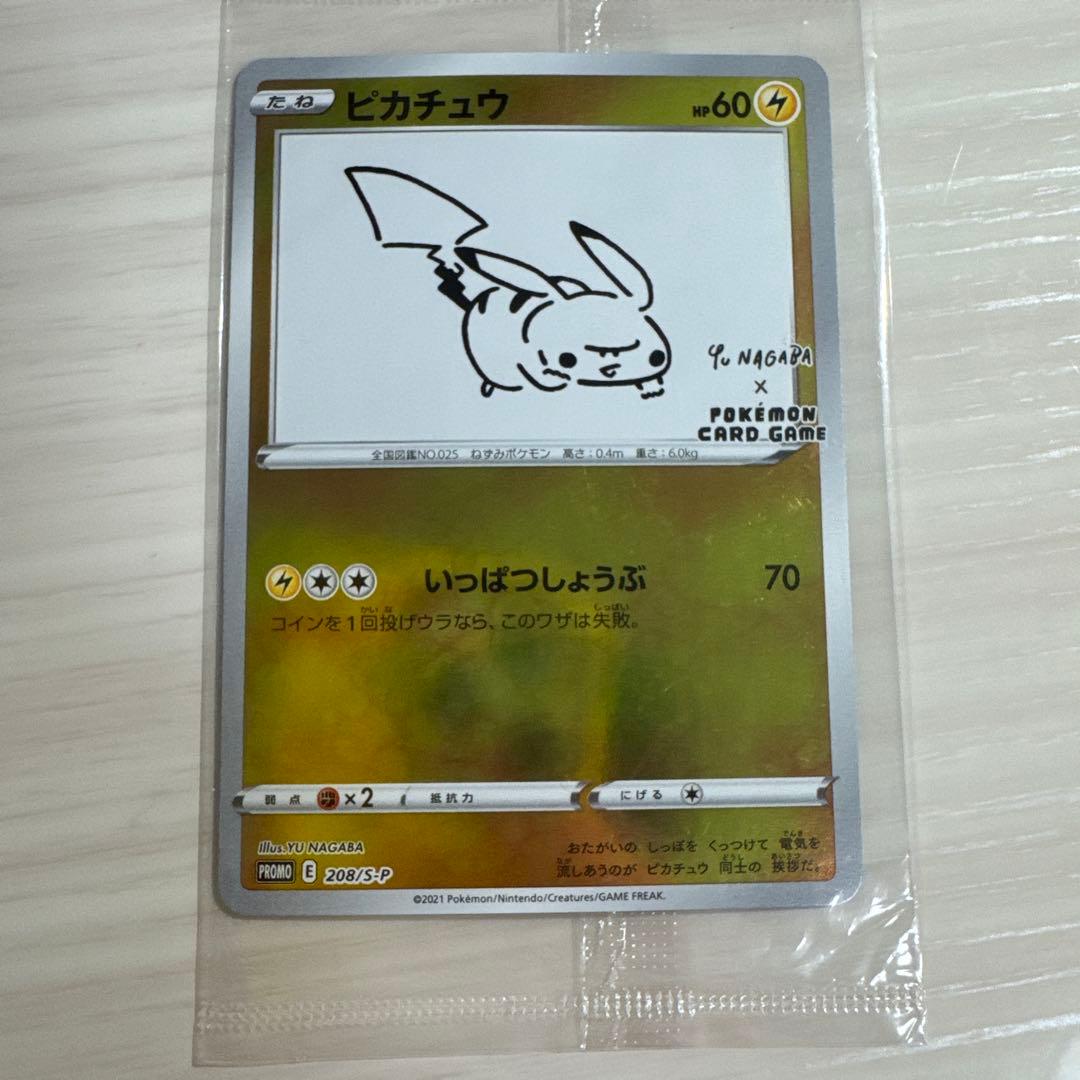 たね ピカチュウ HP60
Yu NAGABA
×
POKÉMON
CARD GAME
全国図鑑NO.025 ねずみポケモン 高さ:0.4m 重さ:6.0kg
いっぱつしょうぶ 70
コインを1回投げウラなら、このワザは失敗。
弱点 ×2 抵抗力 にげる
illus.YU NAGABA
おたがいの しっぽを くっつけて 電気を
流しあうのが ピカチュウ 同士の 挨拶だ。
PROMO E 208/S-P
©2021 Pokémon/Nintendo/Creatures/GAME FREAK.